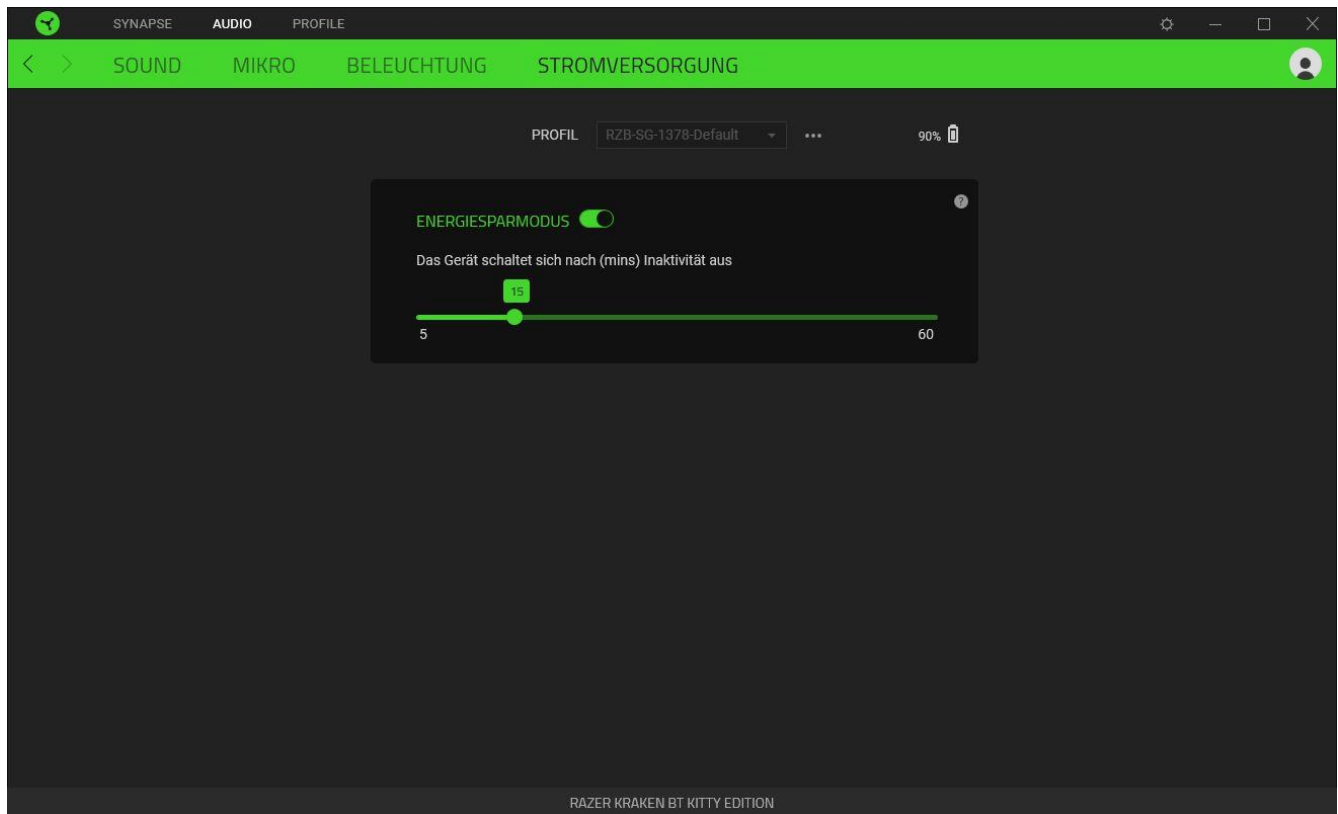 SYNAPSE AUDIO PROFILE
SOUND MIKRO BELEUCHTUNG STROMVERSORGUNG
PROFIL RZB-SG-1378-Default 90%
?
ENERGIESPARMODUS
Das Gerät schaltet sich nach (mins) Inaktivität aus
15
5 60
RAZER KRAKEN BT KITTY EDITION